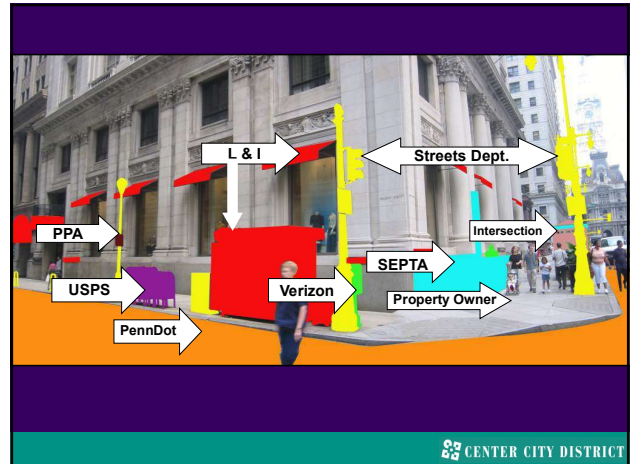 L & I
Streets Dept.
PPA
Intersection
SEPTA
USPS
Verizon
Property Owner
PennDot
CENTER CITY DISTRICT